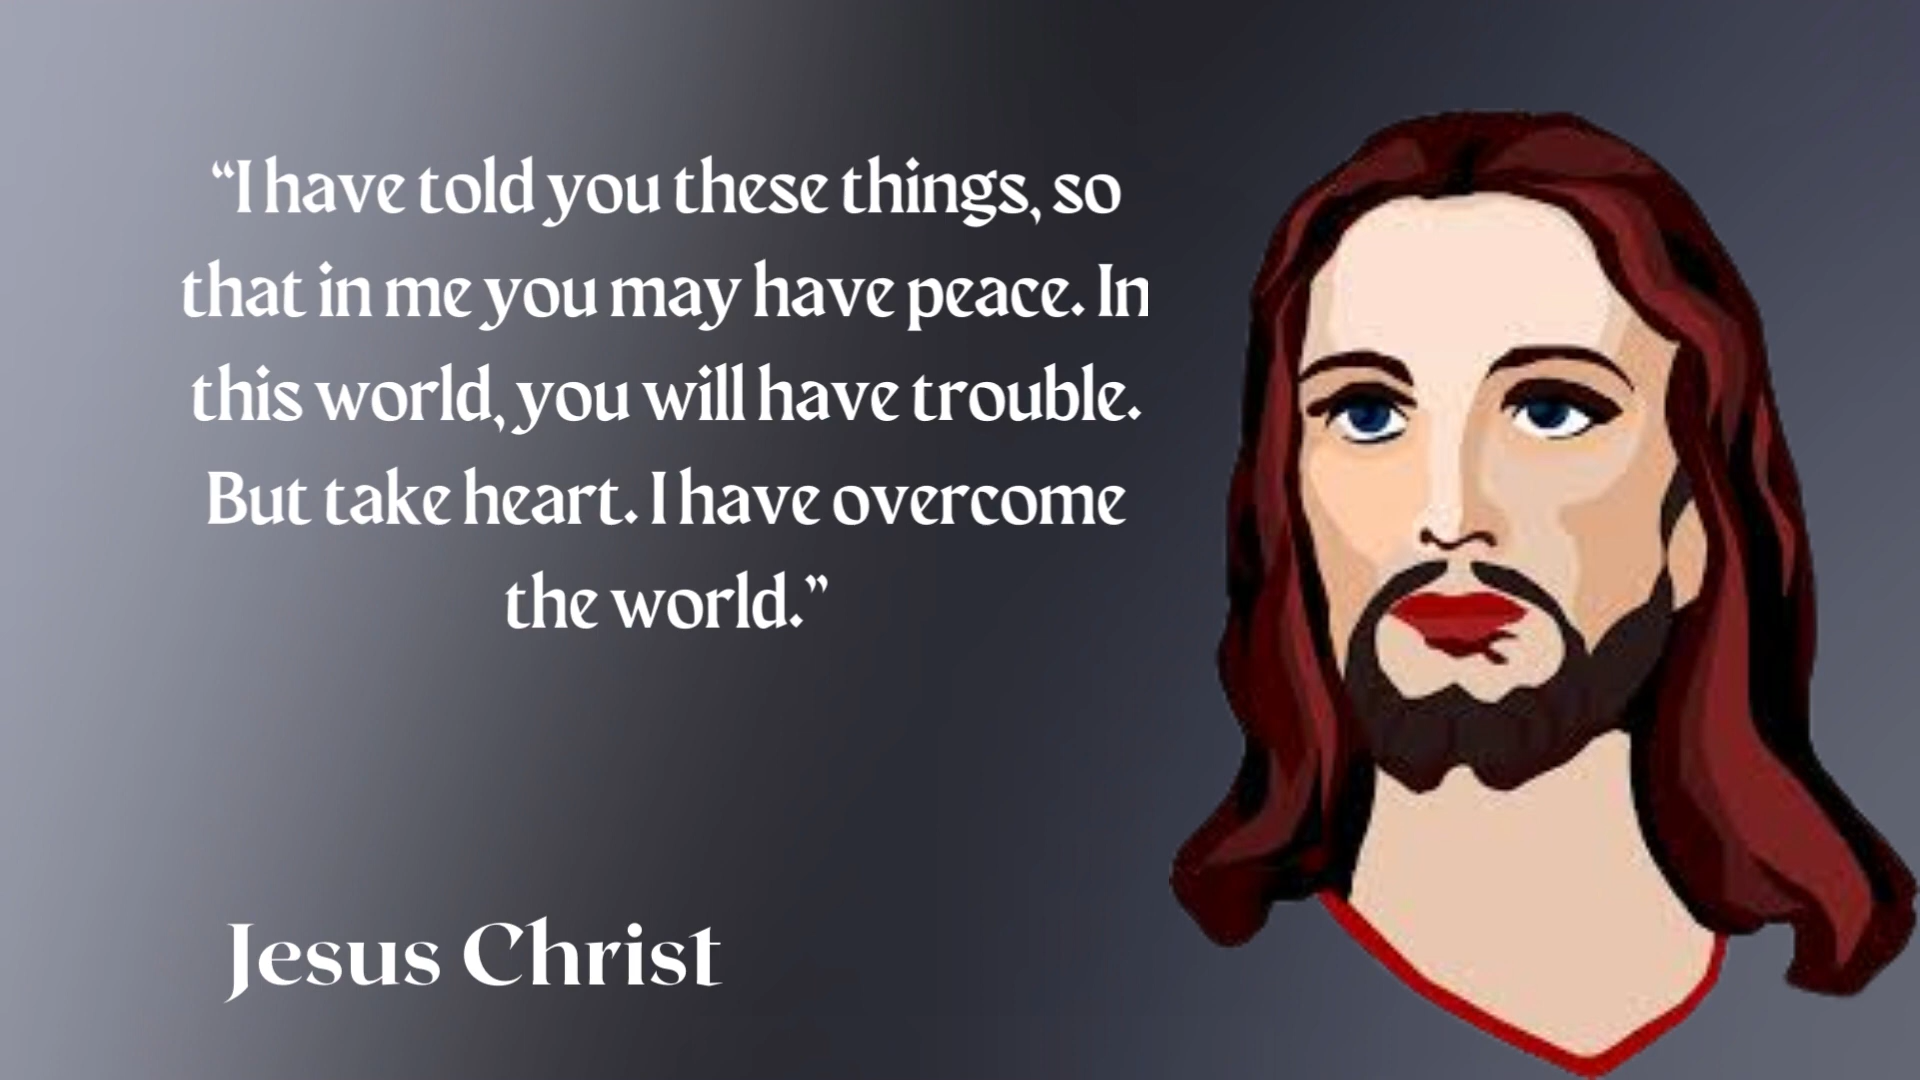 “I have told you these things, so
that in me you may have peace. In
this world, you will have trouble.
But take heart. I have overcome
the world.”
Jesus Christ